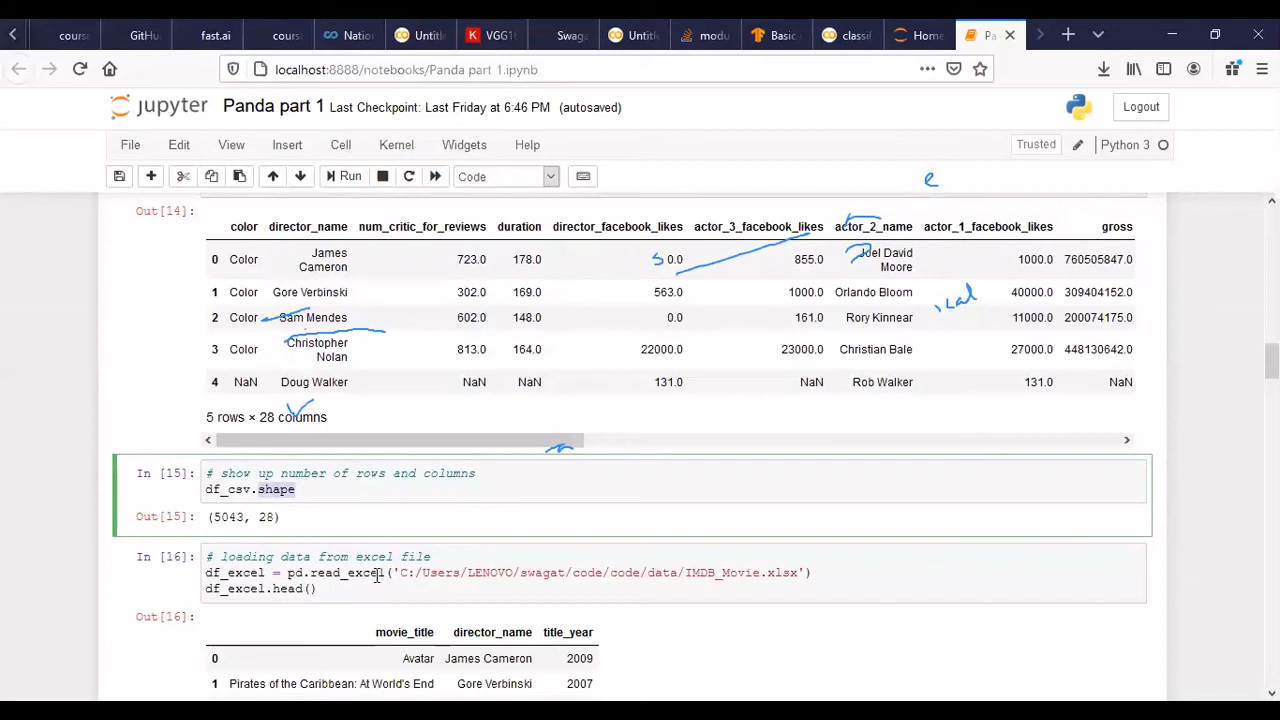 cours GitHu fast.ai cours Nation Untitle VGG16 Swaga Untitl modu Basic classif Home Pa
localhost:8888/notebooks/Panda part 1.ipynb
jupyter Panda part 1 Last Checkpoint: Last Friday at 6:46 PM (autosaved) Logout
File Edit View Insert Cell Kernel Widgets Help Trusted Python 3
Run Code
e
Out[14]:
color director_name num_critic_for_reviews duration director_facebook_likes actor_3_facebook_likes actor_2_name actor_1_facebook_likes gross
0 Color James Cameron 723.0 178.0 0.0 855.0 Joel David Moore 1000.0 760505847.0
1 Color Gore Verbinski 302.0 169.0 563.0 1000.0 Orlando Bloom 40000.0 309404152.0
2 Color Sam Mendes 602.0 148.0 0.0 161.0 Rory Kinnear 11000.0 200074175.0
3 Color Christopher Nolan 813.0 164.0 22000.0 23000.0 Christian Bale 27000.0 448130642.0
4 NaN Doug Walker NaN NaN 131.0 NaN Rob Walker 131.0 NaN
5 rows × 28 columns
In [15]: # show up number of rows and columns
df_csv.shape
Out[15]: (5043, 28)
In [16]: # loading data from excel file
df_excel = pd.read_excel('C:/Users/LENOVO/swagat/code/code/data/IMDB_Movie.xlsx')
df_excel.head()
Out[16]:
movie_title director_name title_year
0 Avatar James Cameron 2009
1 Pirates of the Caribbean: At World's End Gore Verbinski 2007